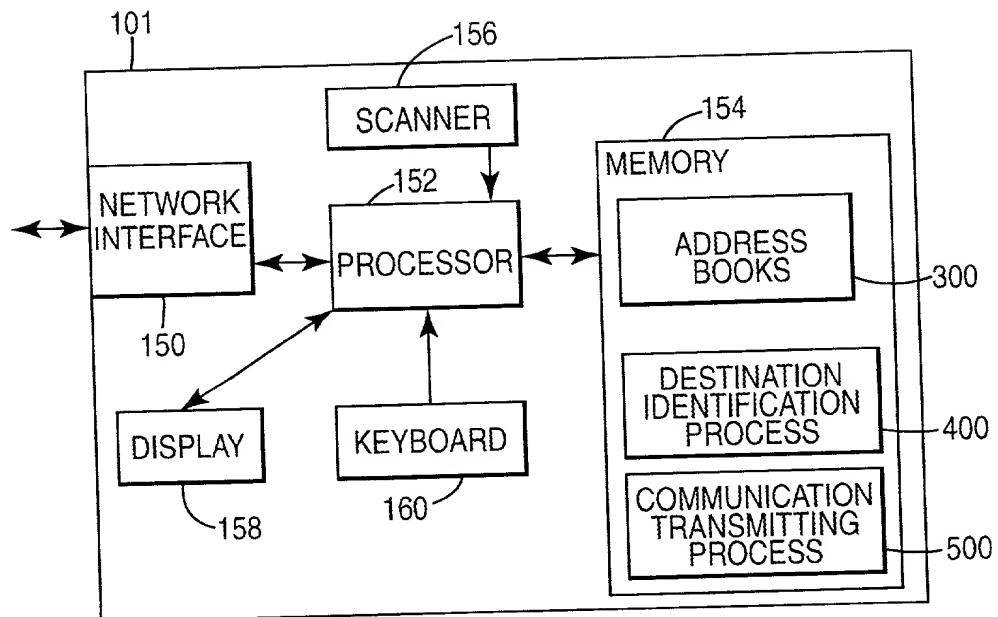 101
156
SCANNER
154
MEMORY
NETWORK
INTERFACE
152
PROCESSOR
ADDRESS
BOOKS
300
150
DESTINATION
IDENTIFICATION
PROCESS
400
DISPLAY
KEYBOARD
158
160
COMMUNICATION
TRANSMITTING
PROCESS
500